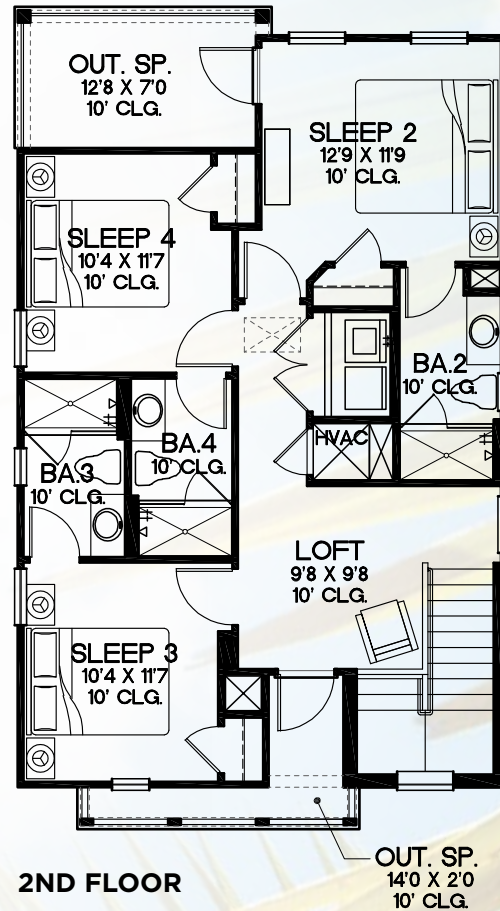 OUT. SP.
12'8 X 7'0
10' CLG.
SLEEP 2
12'9 X 11'9
10' CLG.
SLEEP 4
10'4 X 11'7
10' CLG.
BA.2
10' CLG.
HVAC
BA.4
10' CLG.
BA.3
10' CLG.
LOFT
9'8 X 9'8
10' CLG.
SLEEP 3
10'4 X 11'7
10' CLG.
OUT. SP.
14'0 X 2'0
10' CLG.
2ND FLOOR